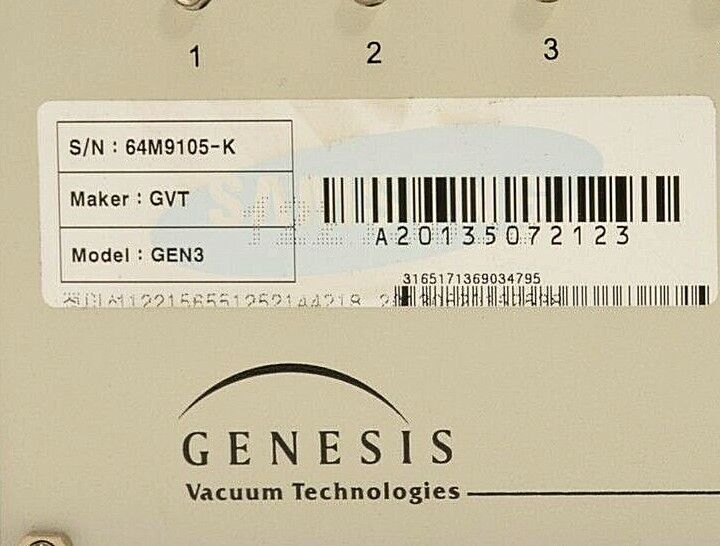 1 2 3
S/N : 64M9105-K
Maker : GVT
Model : GEN3
A20135072123
3165171369034795
GENESIS
Vacuum Technologies